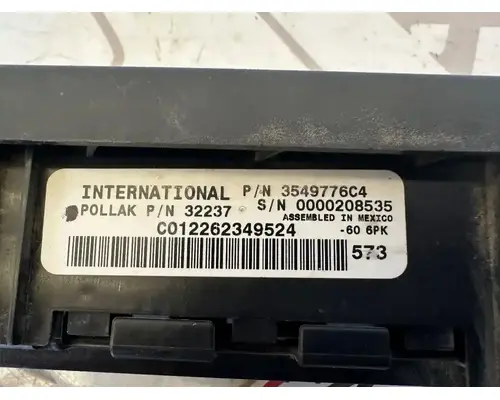 INTERNATIONAL P/N 3549776C4
POLLAK P/N 32237 S/N 0000208535
ASSEMBLED IN MEXICO
C012262349524 -60 6PK
573